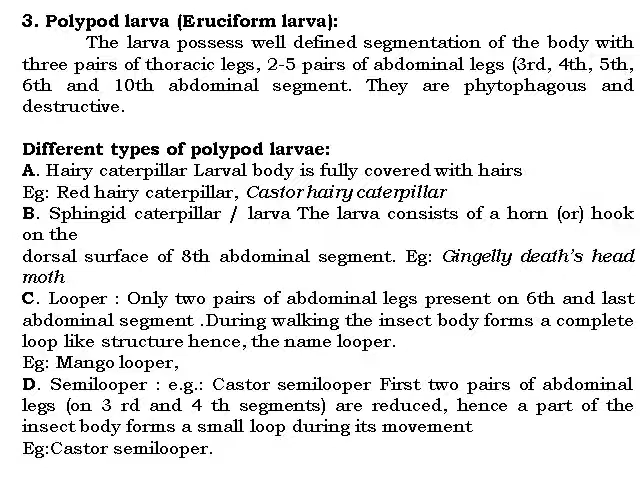 3. Polypod larva (Eruciform larva):
The larva possess well defined segmentation of the body with
three pairs of thoracic legs, 2-5 pairs of abdominal legs (3rd, 4th, 5th,
6th and 10th abdominal segment. They are phytophagous and
destructive.
Different types of polypod larvae:
A. Hairy caterpillar Larval body is fully covered with hairs
Eg: Red hairy caterpillar, Castor hairy caterpillar
B. Sphingid caterpillar / larva The larva consists of a horn (or) hook
on the
dorsal surface of 8th abdominal segment. Eg: Gingelly death's head
moth
C. Looper : Only two pairs of abdominal legs present on 6th and last
abdominal segment .During walking the insect body forms a complete
loop like structure hence, the name looper.
Eg: Mango looper,
D. Semilooper : e.g.: Castor semilooper First two pairs of abdominal
legs (on 3 rd and 4 th segments) are reduced, hence a part of the
insect body forms a small loop during its movement
Eg:Castor semilooper.